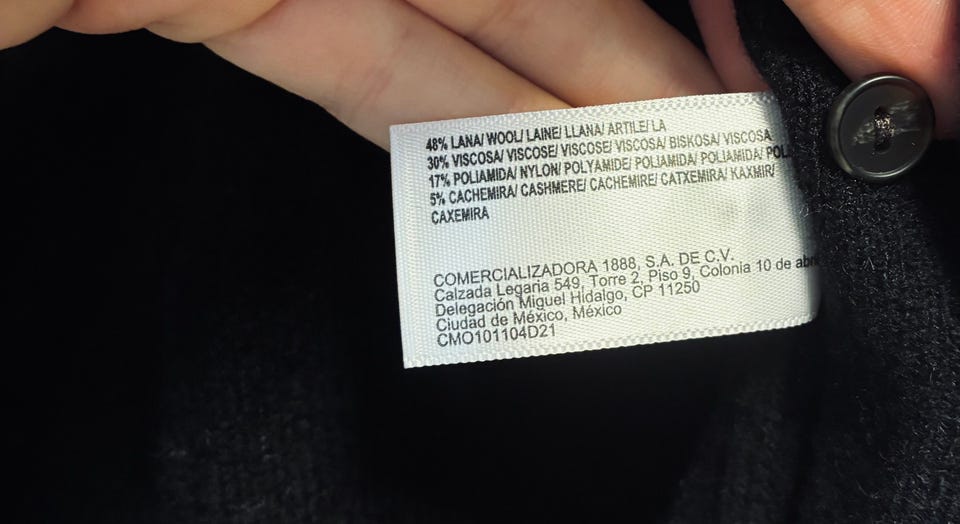 48% LANA/ WOOL/ LAINE/ LLANA/ ARTILE/ LA
30% VISCOSA/ VISCOSE/ VISCOSE/ VISCOSA/ BISKOSA/ VISCOSA
17% POLIAMIDA/ NYLON/ POLYAMIDE/ POLIAMIDA/ POLIAMIDA/
5% CACHEMIRA/ CASHMERE/ CACHEMIRE/ CATXEMIRA/ KAXMIR/
CAXEMIRA
COMERCIALIZADORA 1888, S.A. DE C.V.
Calzada Legaria 549, Torre 2, Piso 9, Colonia 10 de
Delegación Miguel Hidalgo, CP 11250
Ciudad de México, México
CMO101104D21